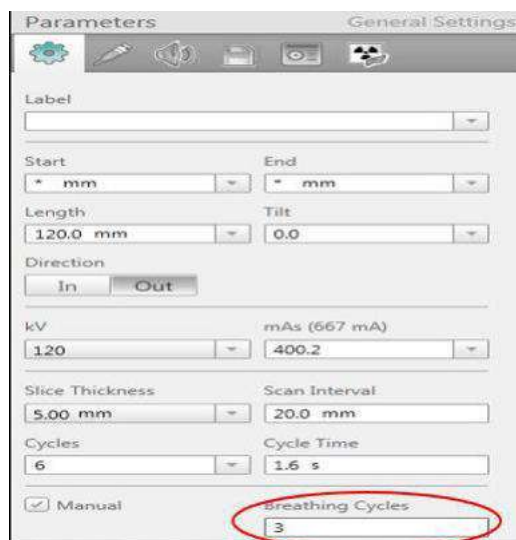 Parameters General Settings
Label
Start End
* mm * mm
Length Tilt
120.0 mm 0.0
Direction
In Out
kV mAs (667 mA)
120 400.2
Slice Thickness Scan Interval
5.00 mm 20.0 mm
Cycles Cycle Time
6 1.6 s
Manual Breathing Cycles
3